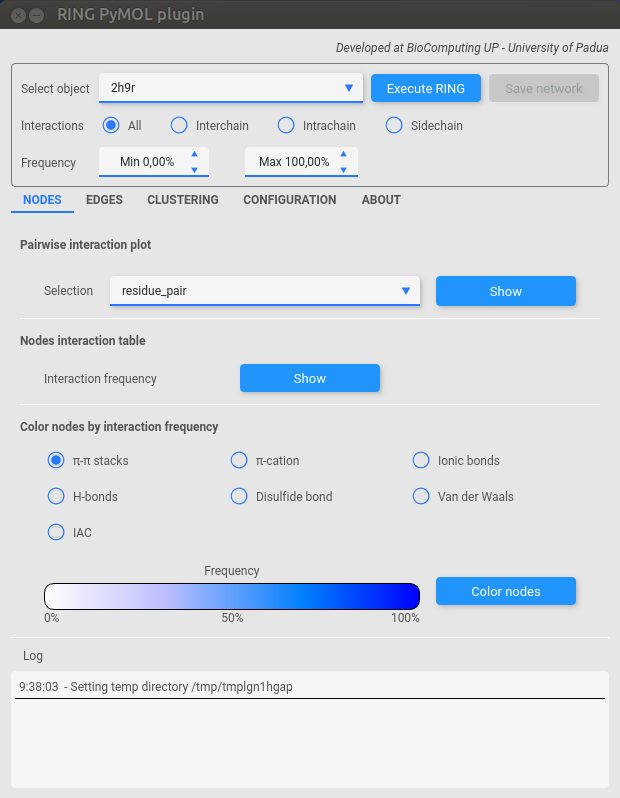 RING PyMOL plugin
Developed at BioComputing UP - University of Padua
Select object 2h9r Execute RING Save network
Interactions All Interchain Intrachain Sidechain
Frequency Min 0,00% Max 100,00%
NODES EDGES CLUSTERING CONFIGURATION ABOUT
Pairwise interaction plot
Selection residue_pair Show
Nodes interaction table
Interaction frequency Show
Color nodes by interaction frequency
π-π stacks π-cation Ionic bonds
H-bonds Disulfide bond Van der Waals
IAC
Frequency
Color nodes
0% 50% 100%
Log
9:38:03 - Setting temp directory /tmp/tmplgn1hgap